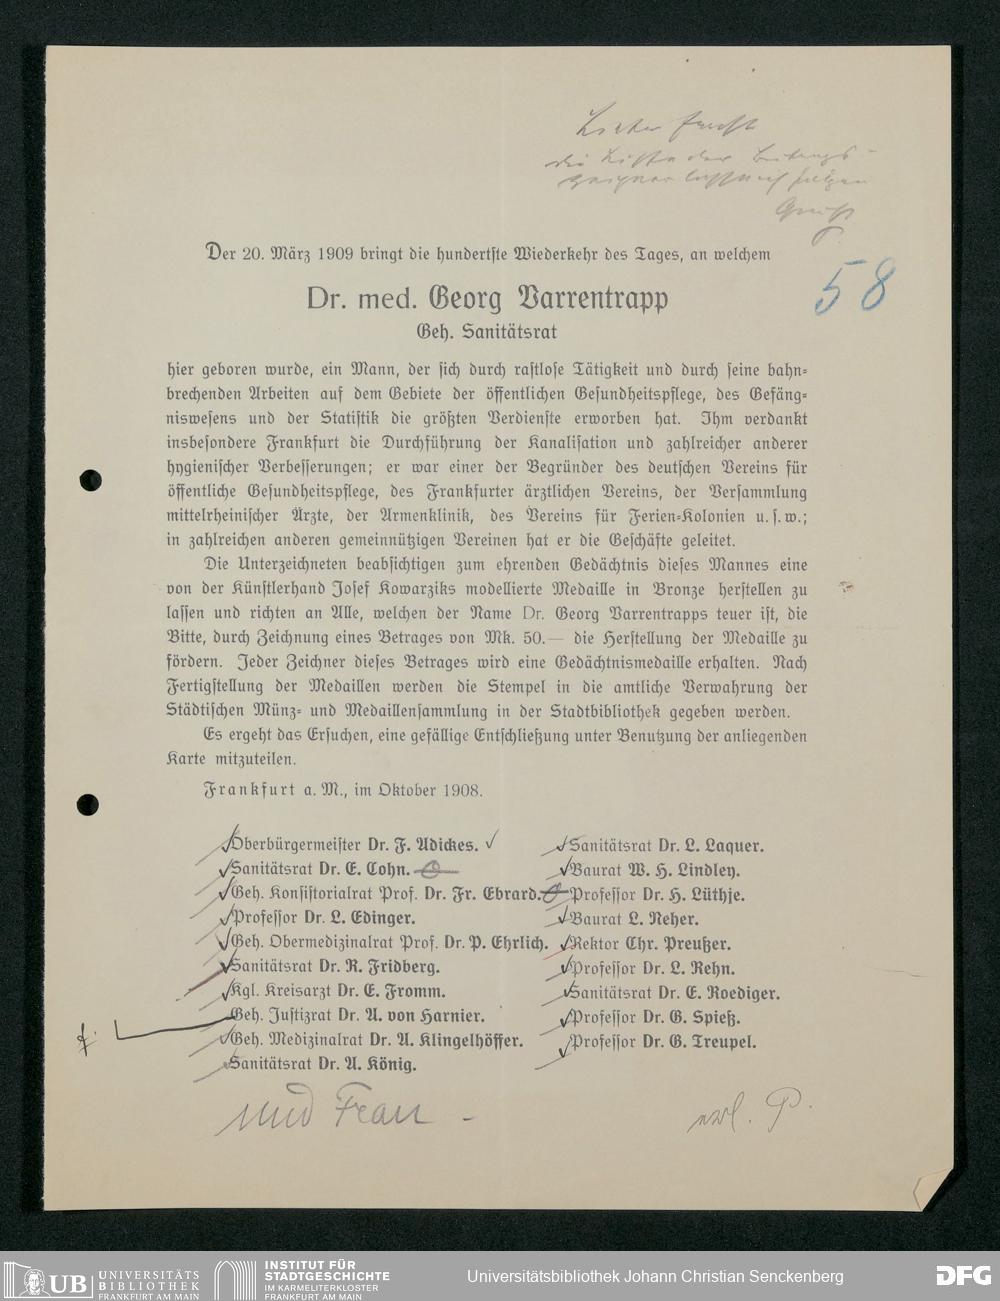 58
Der 20. März 1909 bringt die hundertste Wiederkehr des Tages, an welchem
Dr. med. Georg Varrentrapp
Geh. Sanitätsrat
hier geboren wurde, ein Mann, der sich durch rastlose Tätigkeit und durch seine bahn-
brechenden Arbeiten auf dem Gebiete der öffentlichen Gesundheitspflege, des Gefäng-
niswesens und der Statistik die größten Verdienste erworben hat. Ihm verdankt
insbesondere Frankfurt die Durchführung der Kanalisation und zahlreicher anderer
hygienischer Verbesserungen; er war einer der Begründer des deutschen Vereins für
öffentliche Gesundheitspflege, des Frankfurter ärztlichen Vereins, der Versammlung
mittelrheinischer Ärzte, der Armenklinik, des Vereins für Ferien-Kolonien u. s. w.;
in zahlreichen anderen gemeinnützigen Vereinen hat er die Geschäfte geleitet.
Die Unterzeichneten beabsichtigen zum ehrenden Gedächtnis dieses Mannes eine
von der Künstlerhand Josef Kowarziks modellierte Medaille in Bronze herstellen zu
lassen und richten an Alle, welchen der Name Dr. Georg Varrentrapps teuer ist, die
Bitte, durch Zeichnung eines Betrages von Mk. 50.— die Herstellung der Medaille zu
fördern. Jeder Zeichner dieses Betrages wird eine Gedächtnismedaille erhalten. Nach
Fertigstellung der Medaillen werden die Stempel in die amtliche Verwahrung der
Städtischen Münz- und Medaillensammlung in der Stadtbibliothek gegeben werden.
Es ergeht das Ersuchen, eine gefällige Entschließung unter Benutzung der anliegenden
Karte mitzuteilen.
Frankfurt a. M., im Oktober 1908.
Oberbürgermeister Dr. F. Adickes.
Sanitätsrat Dr. E. Cohn.
Geh. Konsistorialrat Prof. Dr. Fr. Ebrard.
Professor Dr. L. Edinger.
Geh. Obermedizinalrat Prof. Dr. P. Ehrlich.
Sanitätsrat Dr. R. Fridberg.
Kgl. Kreisarzt Dr. E. Fromm.
Geh. Justizrat Dr. A. von Harnier.
Geh. Medizinalrat Dr. A. Klingelhöffer.
Sanitätsrat Dr. A. König.
Sanitätsrat Dr. L. Laquer.
Baurat W. H. Lindley.
Professor Dr. H. Lüthje.
Baurat L. Neher.
Rektor Chr. Preußer.
Professor Dr. L. Rehn.
Sanitätsrat Dr. E. Roediger.
Professor Dr. G. Spieß.
Professor Dr. G. Treupel.
und Frau -
UB UNIVERSITÄTS
BIBLIOTHEK
FRANKFURT AM MAIN
INSTITUT FÜR
STADTGESCHICHTE
IM KARMELITERKLOSTER
FRANKFURT AM MAIN
Universitätsbibliothek Johann Christian Senckenberg
DFG